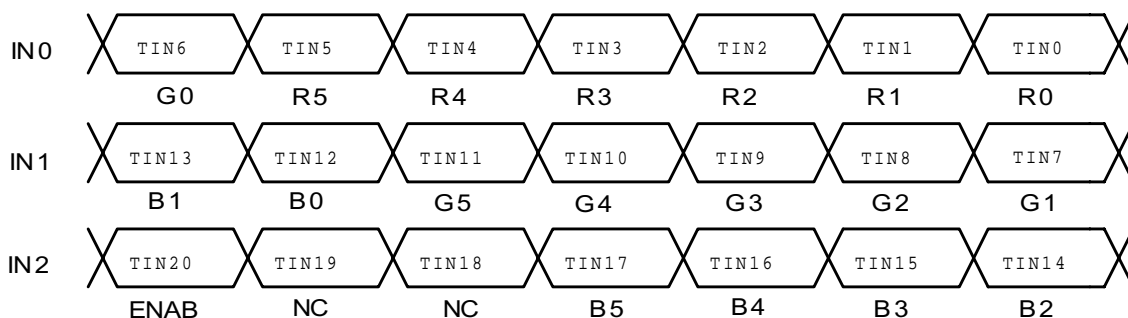 IN0 TIN6 TIN5 TIN4 TIN3 TIN2 TIN1 TIN0
G0 R5 R4 R3 R2 R1 R0
IN1 TIN13 TIN12 TIN11 TIN10 TIN9 TIN8 TIN7
B1 B0 G5 G4 G3 G2 G1
IN2 TIN20 TIN19 TIN18 TIN17 TIN16 TIN15 TIN14
ENAB NC NC B5 B4 B3 B2